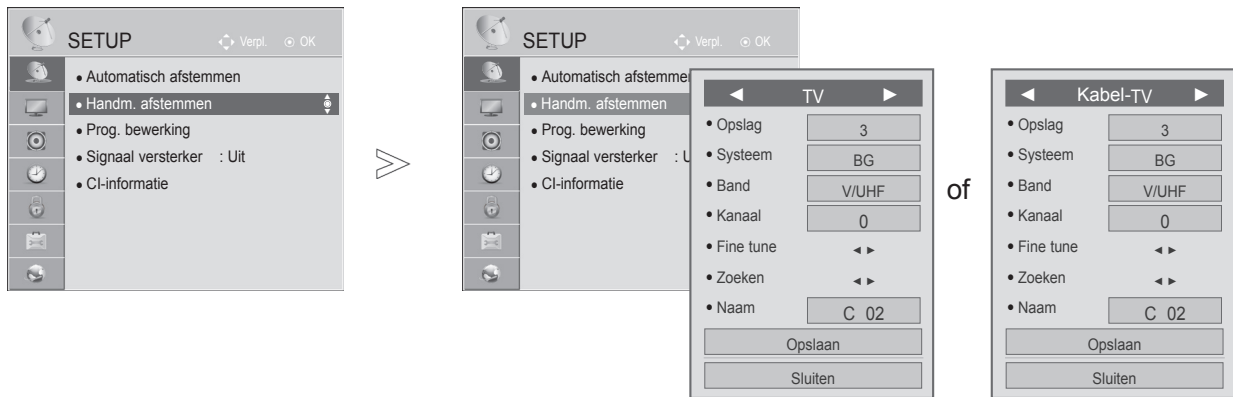 SETUP Verpl. OK
• Automatisch afstemmen
• Handm. afstemmen
• Prog. bewerking
• Signaal versterker : Uit
• CI-informatie
SETUP Verpl. OK
• Automatisch afstemmen
• Handm. afstemmen
• Prog. bewerking
• Signaal versterker : U
• CI-informatie
◄ TV ►
• Opslag 3
• Systeem BG
• Band V/UHF
• Kanaal 0
• Fine tune ◄ ►
• Zoeken ◄ ►
• Naam C 02
Opslaan
Sluiten
of
◄ Kabel-TV ►
• Opslag 3
• Systeem BG
• Band V/UHF
• Kanaal 0
• Fine tune ◄ ►
• Zoeken ◄ ►
• Naam C 02
Opslaan
Sluiten